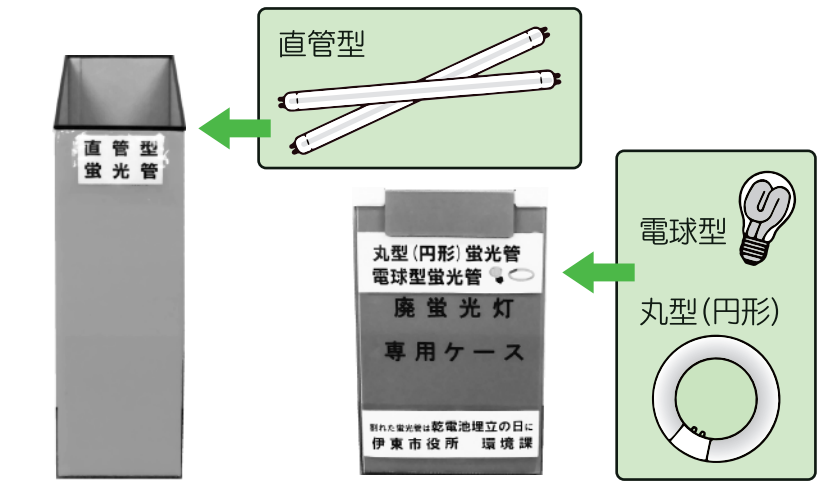 直管型
直管型
蛍光管
丸型(円形)蛍光管
電球型蛍光管
廃蛍光灯
専用ケース
割れた蛍光管は乾電池埋立の日に
伊東市役所 環境課
電球型
丸型(円形)